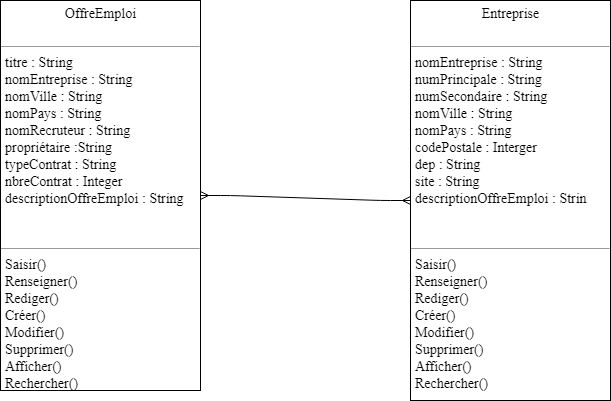 OffreEmploi
titre : String
nomEntreprise : String
nomVille : String
nomPays : String
nomRecruteur : String
propriétaire :String
typeContrat : String
nbreContrat : Integer
descriptionOffreEmploi : String
Saisir()
Renseigner()
Rediger()
Créer()
Modifier()
Supprimer()
Afficher()
Rechercher()
Entreprise
nomEntreprise : String
numPrincipale : String
numSecondaire : String
nomVille : String
nomPays : String
codePostale : Interger
dep : String
site : String
descriptionOffreEmploi : Strin
Saisir()
Renseigner()
Rediger()
Créer()
Modifier()
Supprimer()
Afficher()
Rechercher()